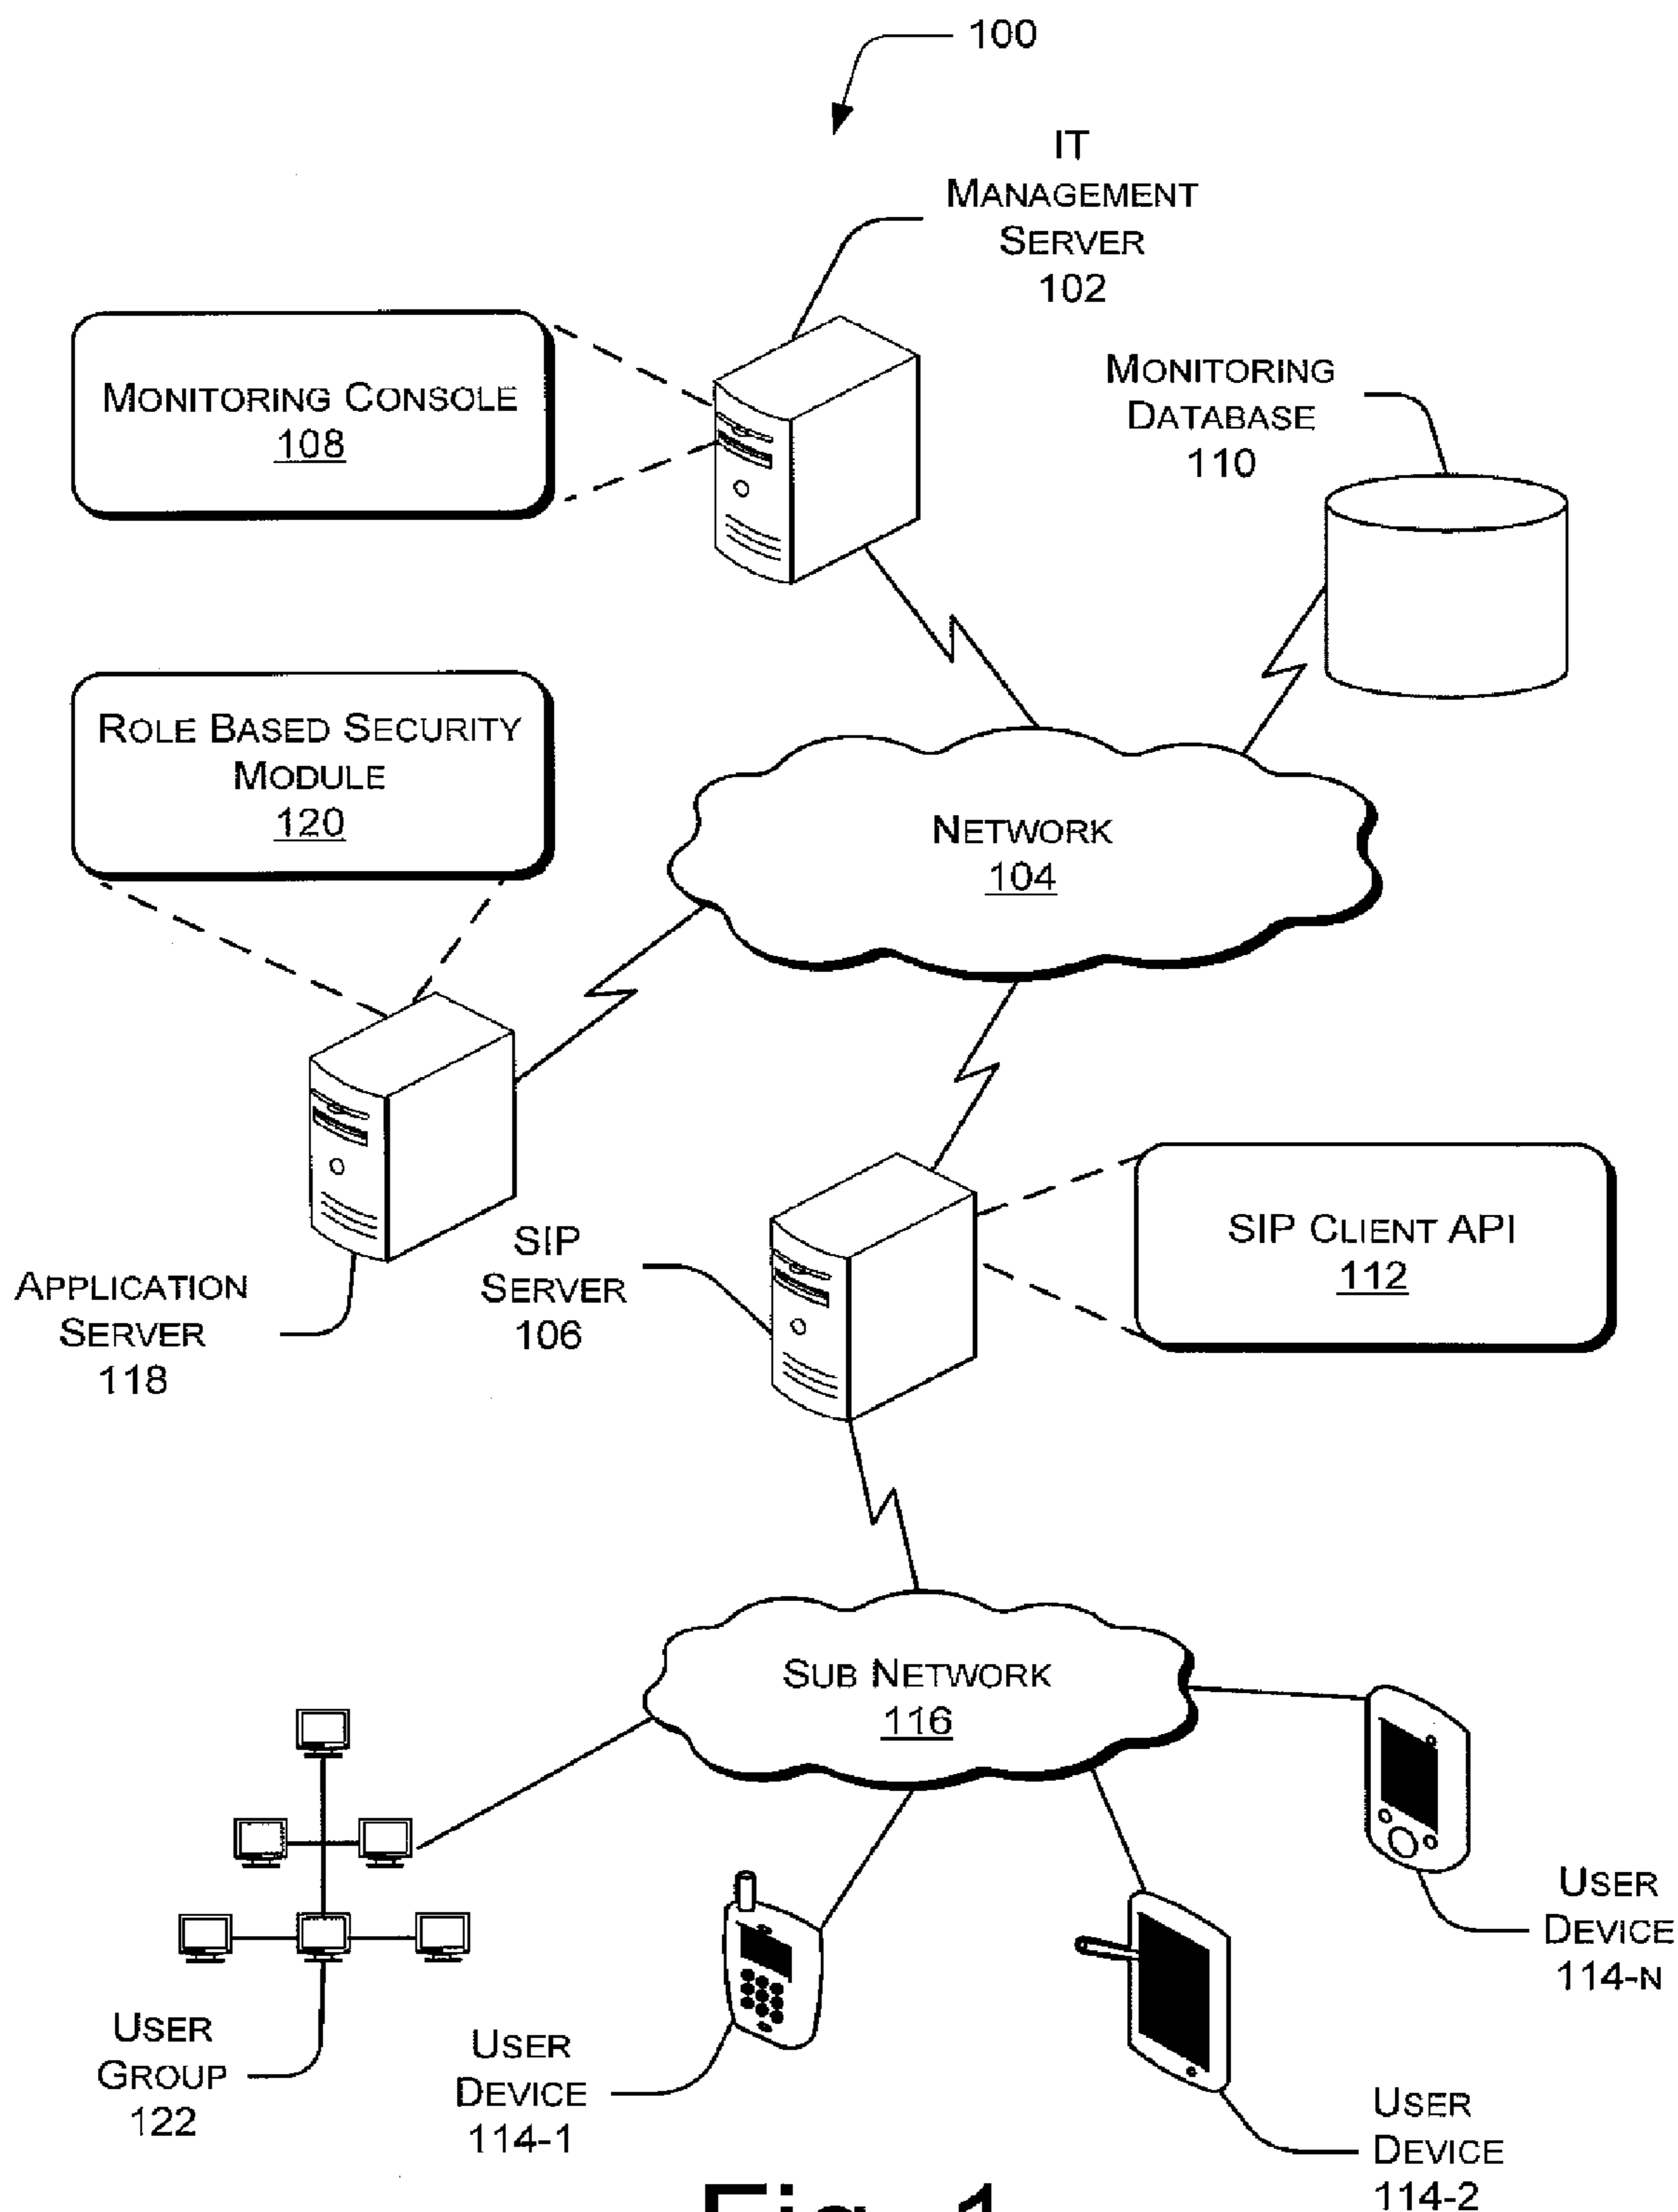 100
IT
MANAGEMENT
SERVER
102
MONITORING CONSOLE
108
MONITORING
DATABASE
110
ROLE BASED SECURITY
MODULE
120
NETWORK
104
APPLICATION
SERVER
118
SIP
SERVER
106
SIP CLIENT API
112
SUB NETWORK
116
USER
GROUP
122
USER
DEVICE
114-1
USER
DEVICE
114-2
USER
DEVICE
114-N
Fig. 1